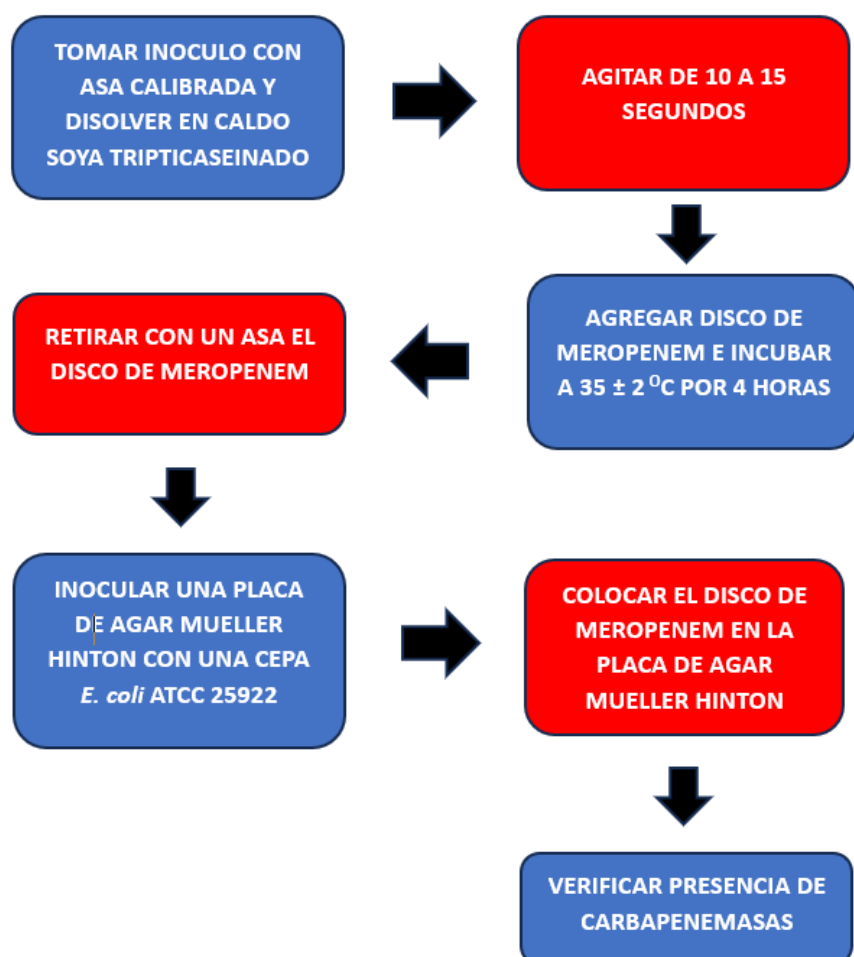 TOMAR INOCULO CON
ASA CALIBRADA Y
DISOLVER EN CALDO
SOYA TRIPTICASEINADO
AGITAR DE 10 A 15
SEGUNDOS
AGREGAR DISCO DE
MEROPENEM E INCUBAR
A 35 ± 2 ᴼC POR 4 HORAS
RETIRAR CON UN ASA EL
DISCO DE MEROPENEM
INOCULAR UNA PLACA
DE AGAR MUELLER
HINTON CON UNA CEPA
E. coli ATCC 25922
COLOCAR EL DISCO DE
MEROPENEM EN LA
PLACA DE AGAR
MUELLER HINTON
VERIFICAR PRESENCIA DE
CARBAPENEMASAS